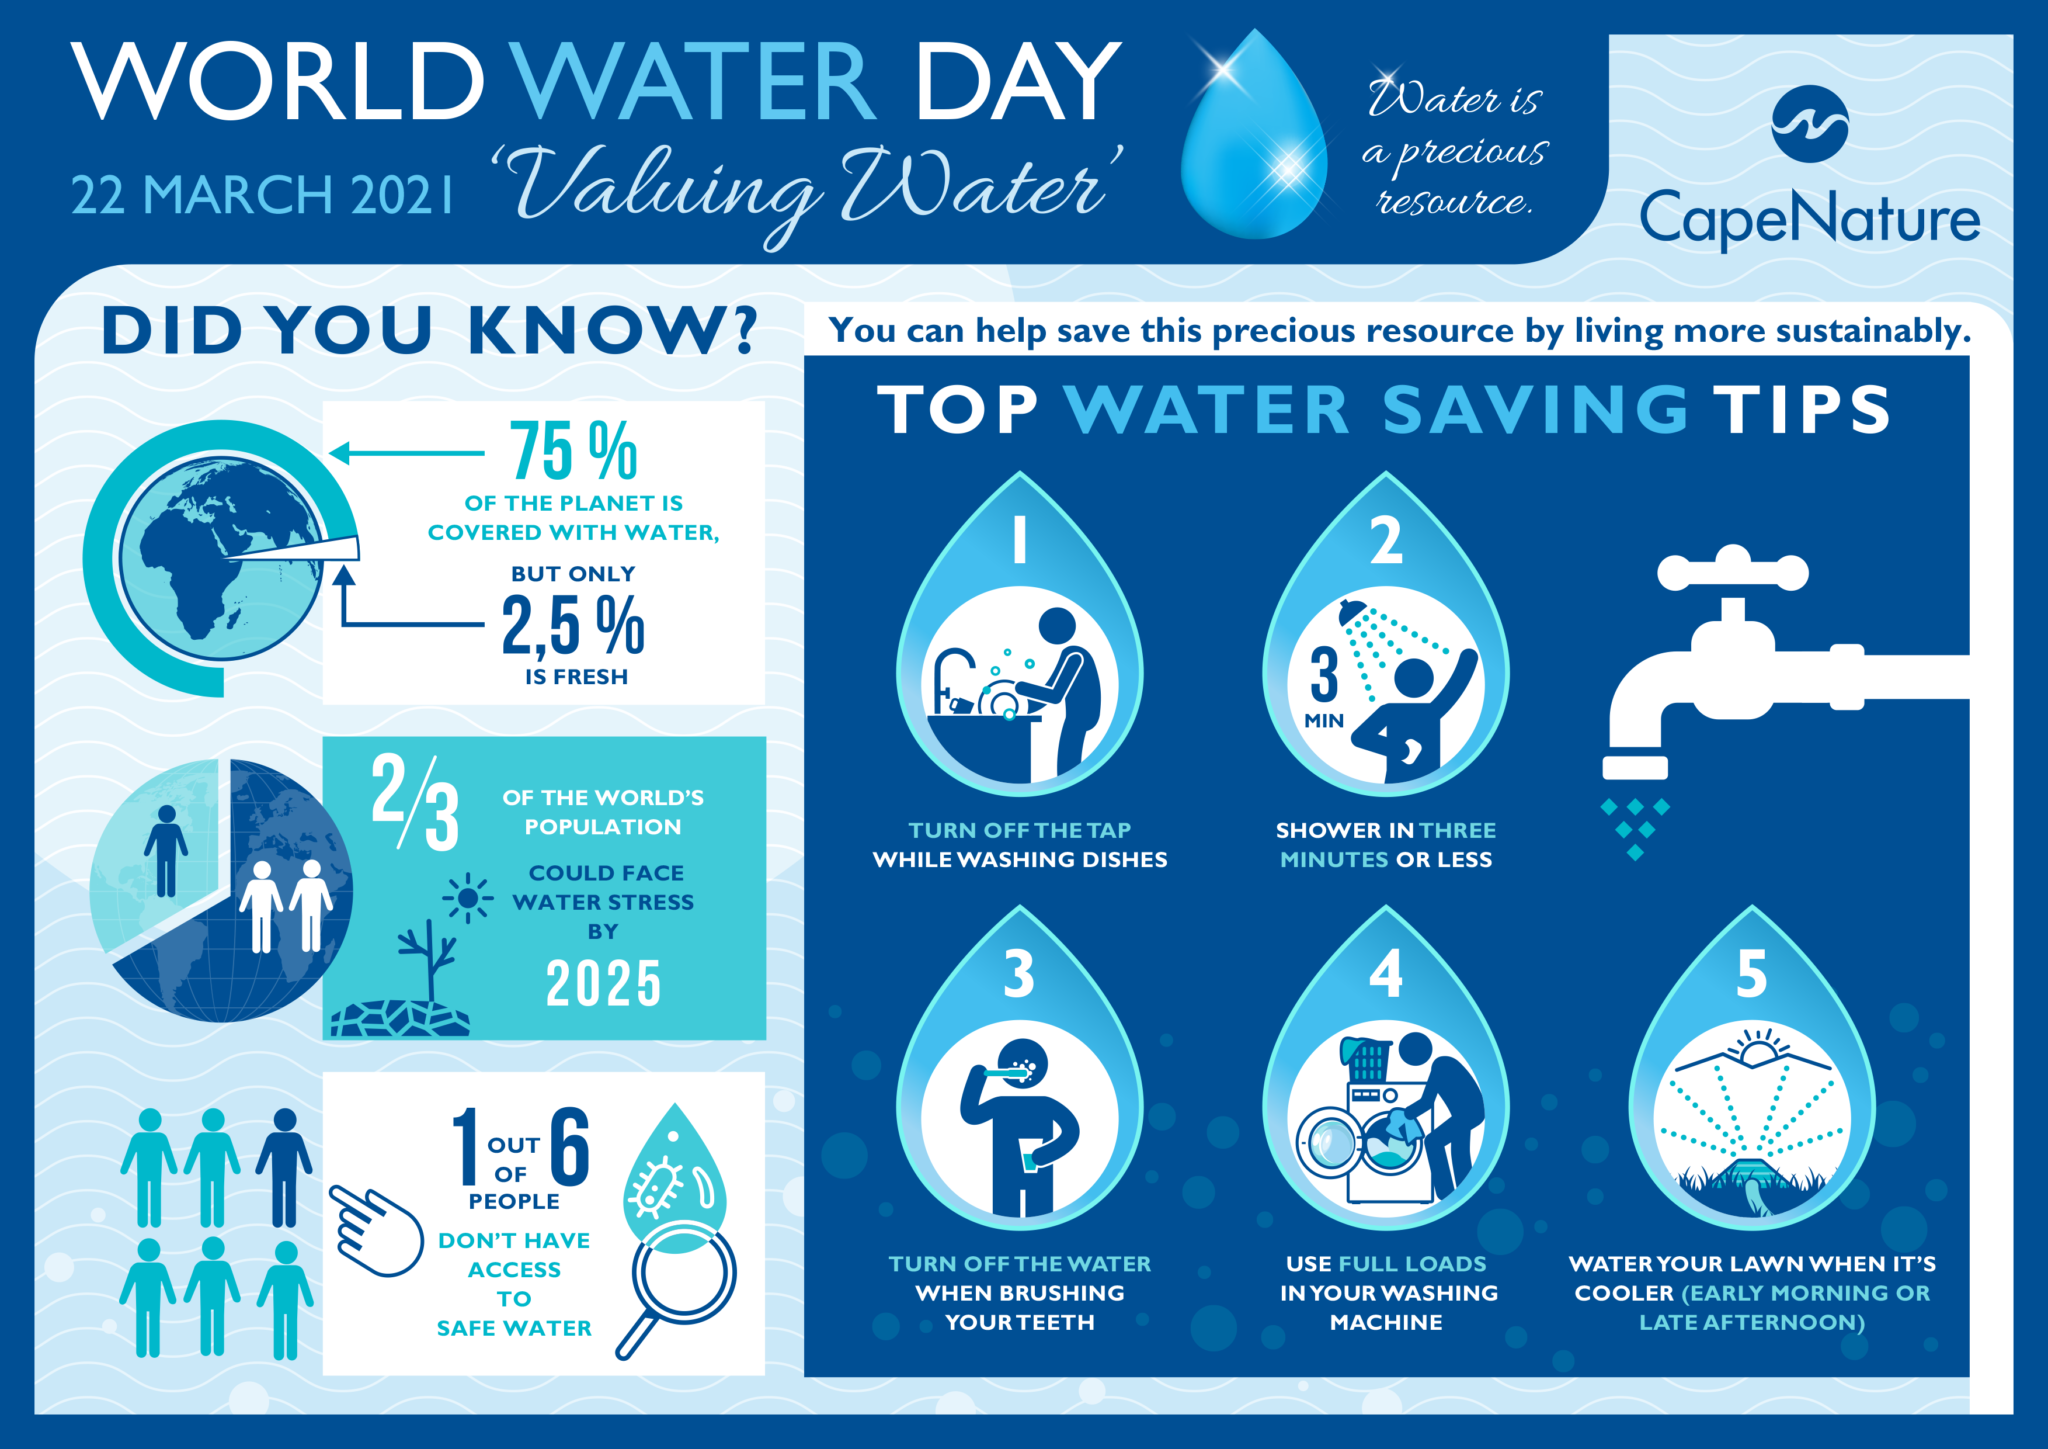 WORLD WATER DAY
22 MARCH 2021 ‘Valuing Water’
Water is
a precious
resource.
CapeNature
DID YOU KNOW?
75 %
OF THE PLANET IS
COVERED WITH WATER,
BUT ONLY
2,5 %
IS FRESH
2/3
OF THE WORLD’S
POPULATION
COULD FACE
WATER STRESS
BY
2025
1 OUT OF 6
PEOPLE
DON’T HAVE
ACCESS
TO
SAFE WATER
You can help save this precious resource by living more sustainably.
TOP WATER SAVING TIPS
1
TURN OFF THE TAP
WHILE WASHING DISHES
2
3
MIN
SHOWER IN THREE
MINUTES OR LESS
3
TURN OFF THE WATER
WHEN BRUSHING
YOUR TEETH
4
USE FULL LOADS
IN YOUR WASHING
MACHINE
5
WATER YOUR LAWN WHEN IT’S
COOLER (EARLY MORNING OR
LATE AFTERNOON)